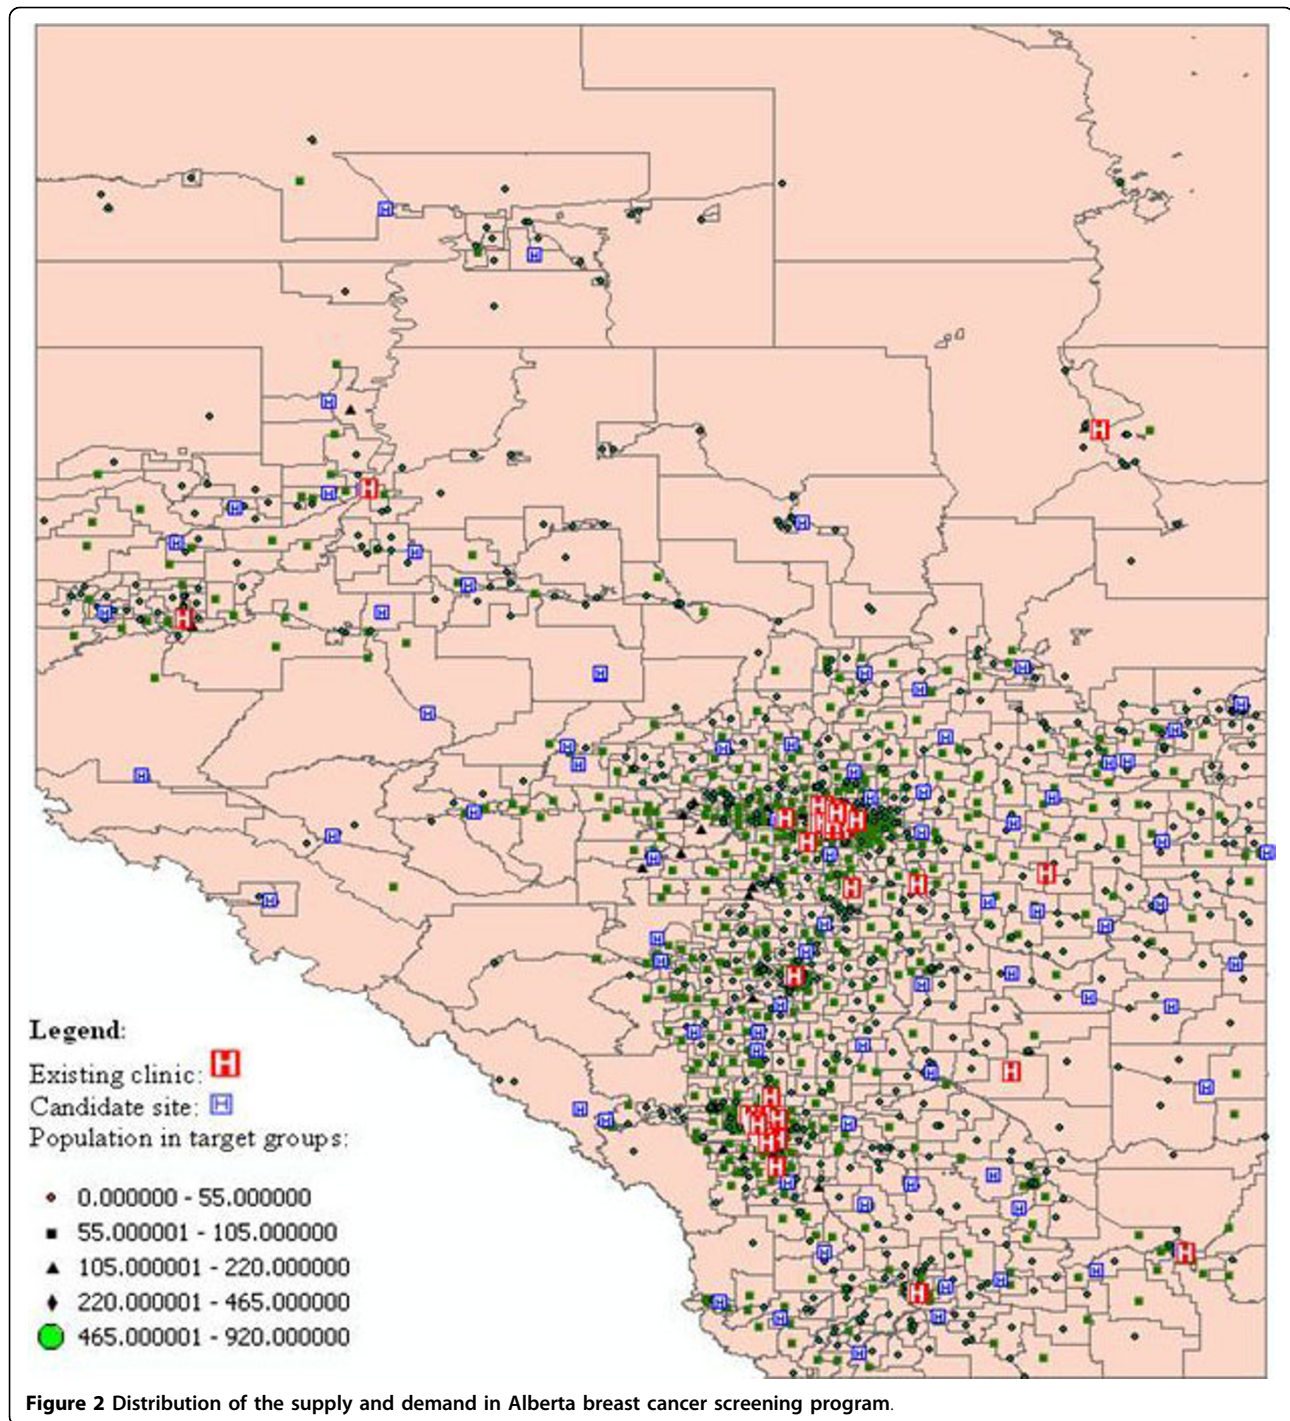 Legend:
Existing clinic: H
Candidate site: H
Population in target groups:
0.000000 - 55.000000
55.000001 - 105.000000
105.000001 - 220.000000
220.000001 - 465.000000
465.000001 - 920.000000
Figure 2 Distribution of the supply and demand in Alberta breast cancer screening program.